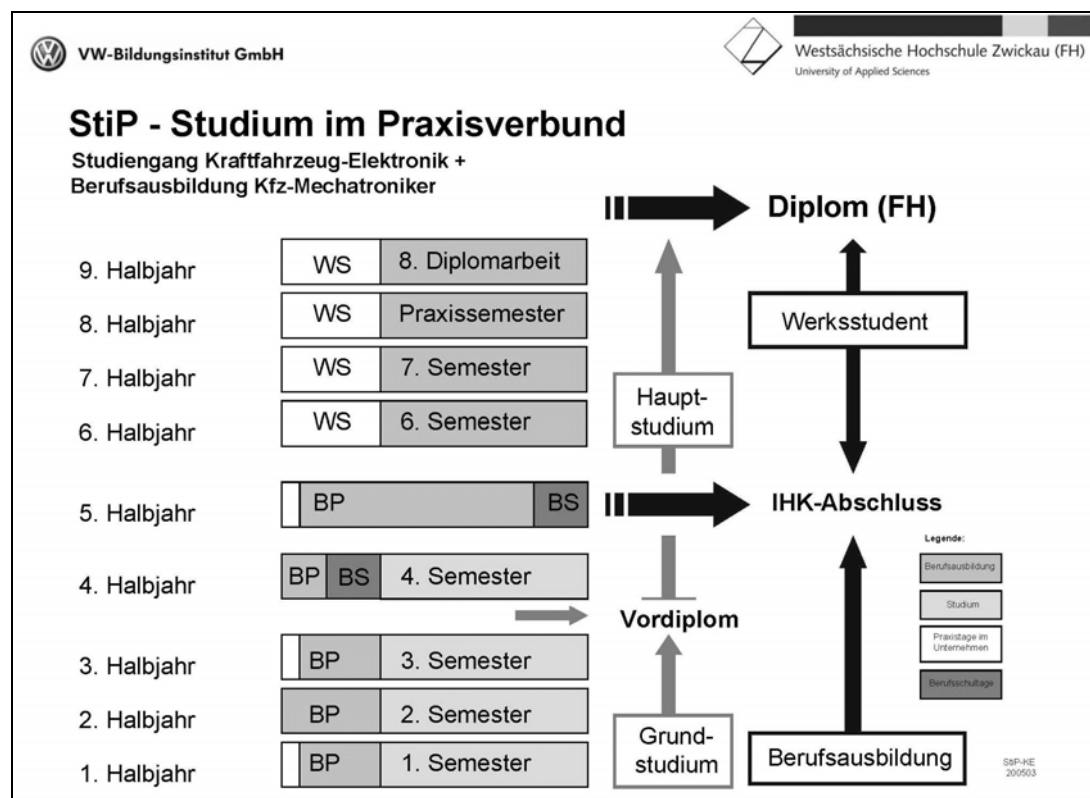 VW-Bildungsinstitut GmbH
Westsächsische Hochschule Zwickau (FH)
University of Applied Sciences
StiP - Studium im Praxisverbund
Studiengang Kraftfahrzeug-Elektronik +
Berufsausbildung Kfz-Mechatroniker
Diplom (FH)
9. Halbjahr WS 8. Diplomarbeit
8. Halbjahr WS Praxissemester
Werksstudent
7. Halbjahr WS 7. Semester
6. Halbjahr WS 6. Semester
Haupt-
studium
5. Halbjahr BP BS
IHK-Abschluss
4. Halbjahr BP BS 4. Semester
Vordiplom
3. Halbjahr BP 3. Semester
2. Halbjahr BP 2. Semester
1. Halbjahr BP 1. Semester
Grund-
studium
Berufsausbildung
Legende:
Berufsausbildung
Studium
Praxistage im
Unternehmen
Berufsschultage
StiP-KE
200503